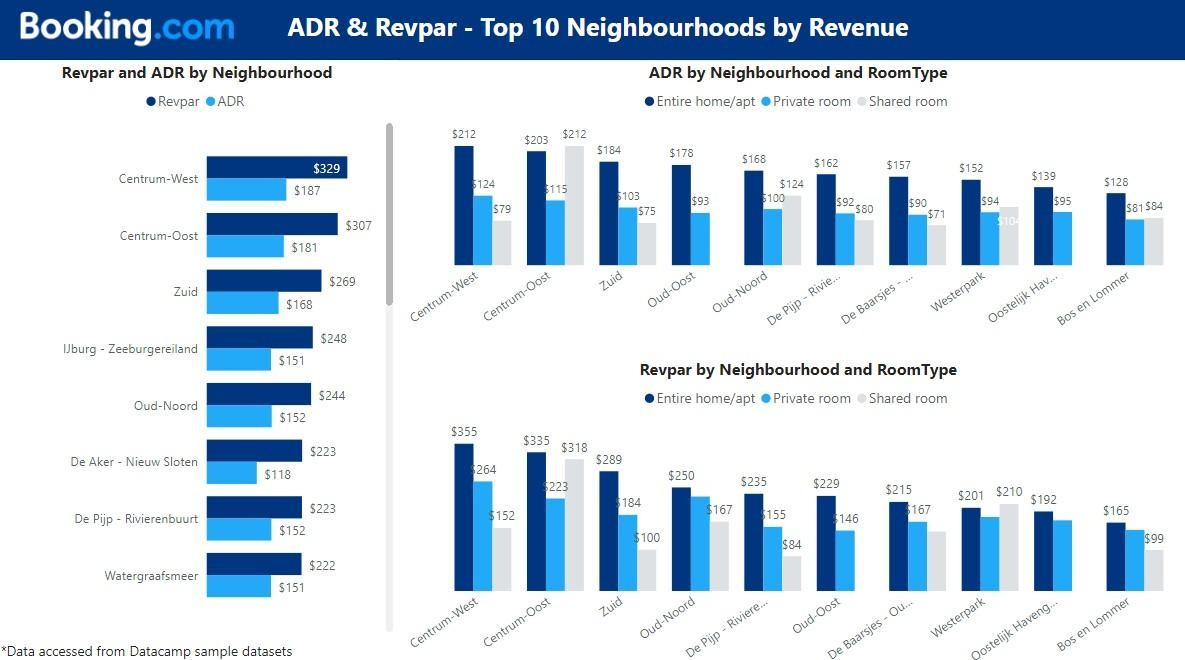 Booking.com
ADR & Revpar - Top 10 Neighbourhoods by Revenue
Revpar and ADR by Neighbourhood
Revpar ADR
Centrum-West $329 $187
Centrum-Oost $307 $181
Zuid $269 $168
IJburg - Zeeburgereiland $248 $151
Oud-Noord $244 $152
De Aker - Nieuw Sloten $223 $118
De Pijp - Rivierenbuurt $223 $152
Watergraafsmeer $222 $151
*Data accessed from Datacamp sample datasets
ADR by Neighbourhood and RoomType
Entire home/apt Private room Shared room
$212 $124 $79
$203 $115 $212
$184 $103 $75
$178 $93
$168 $100 $124
$162 $92 $80
$157 $90 $71
$152 $94 $104
$139 $95
$128 $81 $84
Centrum-West
Centrum-Oost
Zuid
Oud-Oost
Oud-Noord
De Pijp - Rivie...
De Baarsjes - ...
Westerpark
Oostelijk Hav...
Bos en Lommer
Revpar by Neighbourhood and RoomType
Entire home/apt Private room Shared room
$355 $264 $152
$335 $223 $318
$289 $184 $100
$250 $167
$235 $155 $84
$229 $146
$215 $167
$201 $210
$192
$165 $99
Centrum-West
Centrum-Oost
Zuid
Oud-Noord
De Pijp - Riviere...
Oud-Oost
De Baarsjes - Ou...
Westerpark
Oostelijk Haveng...
Bos en Lommer